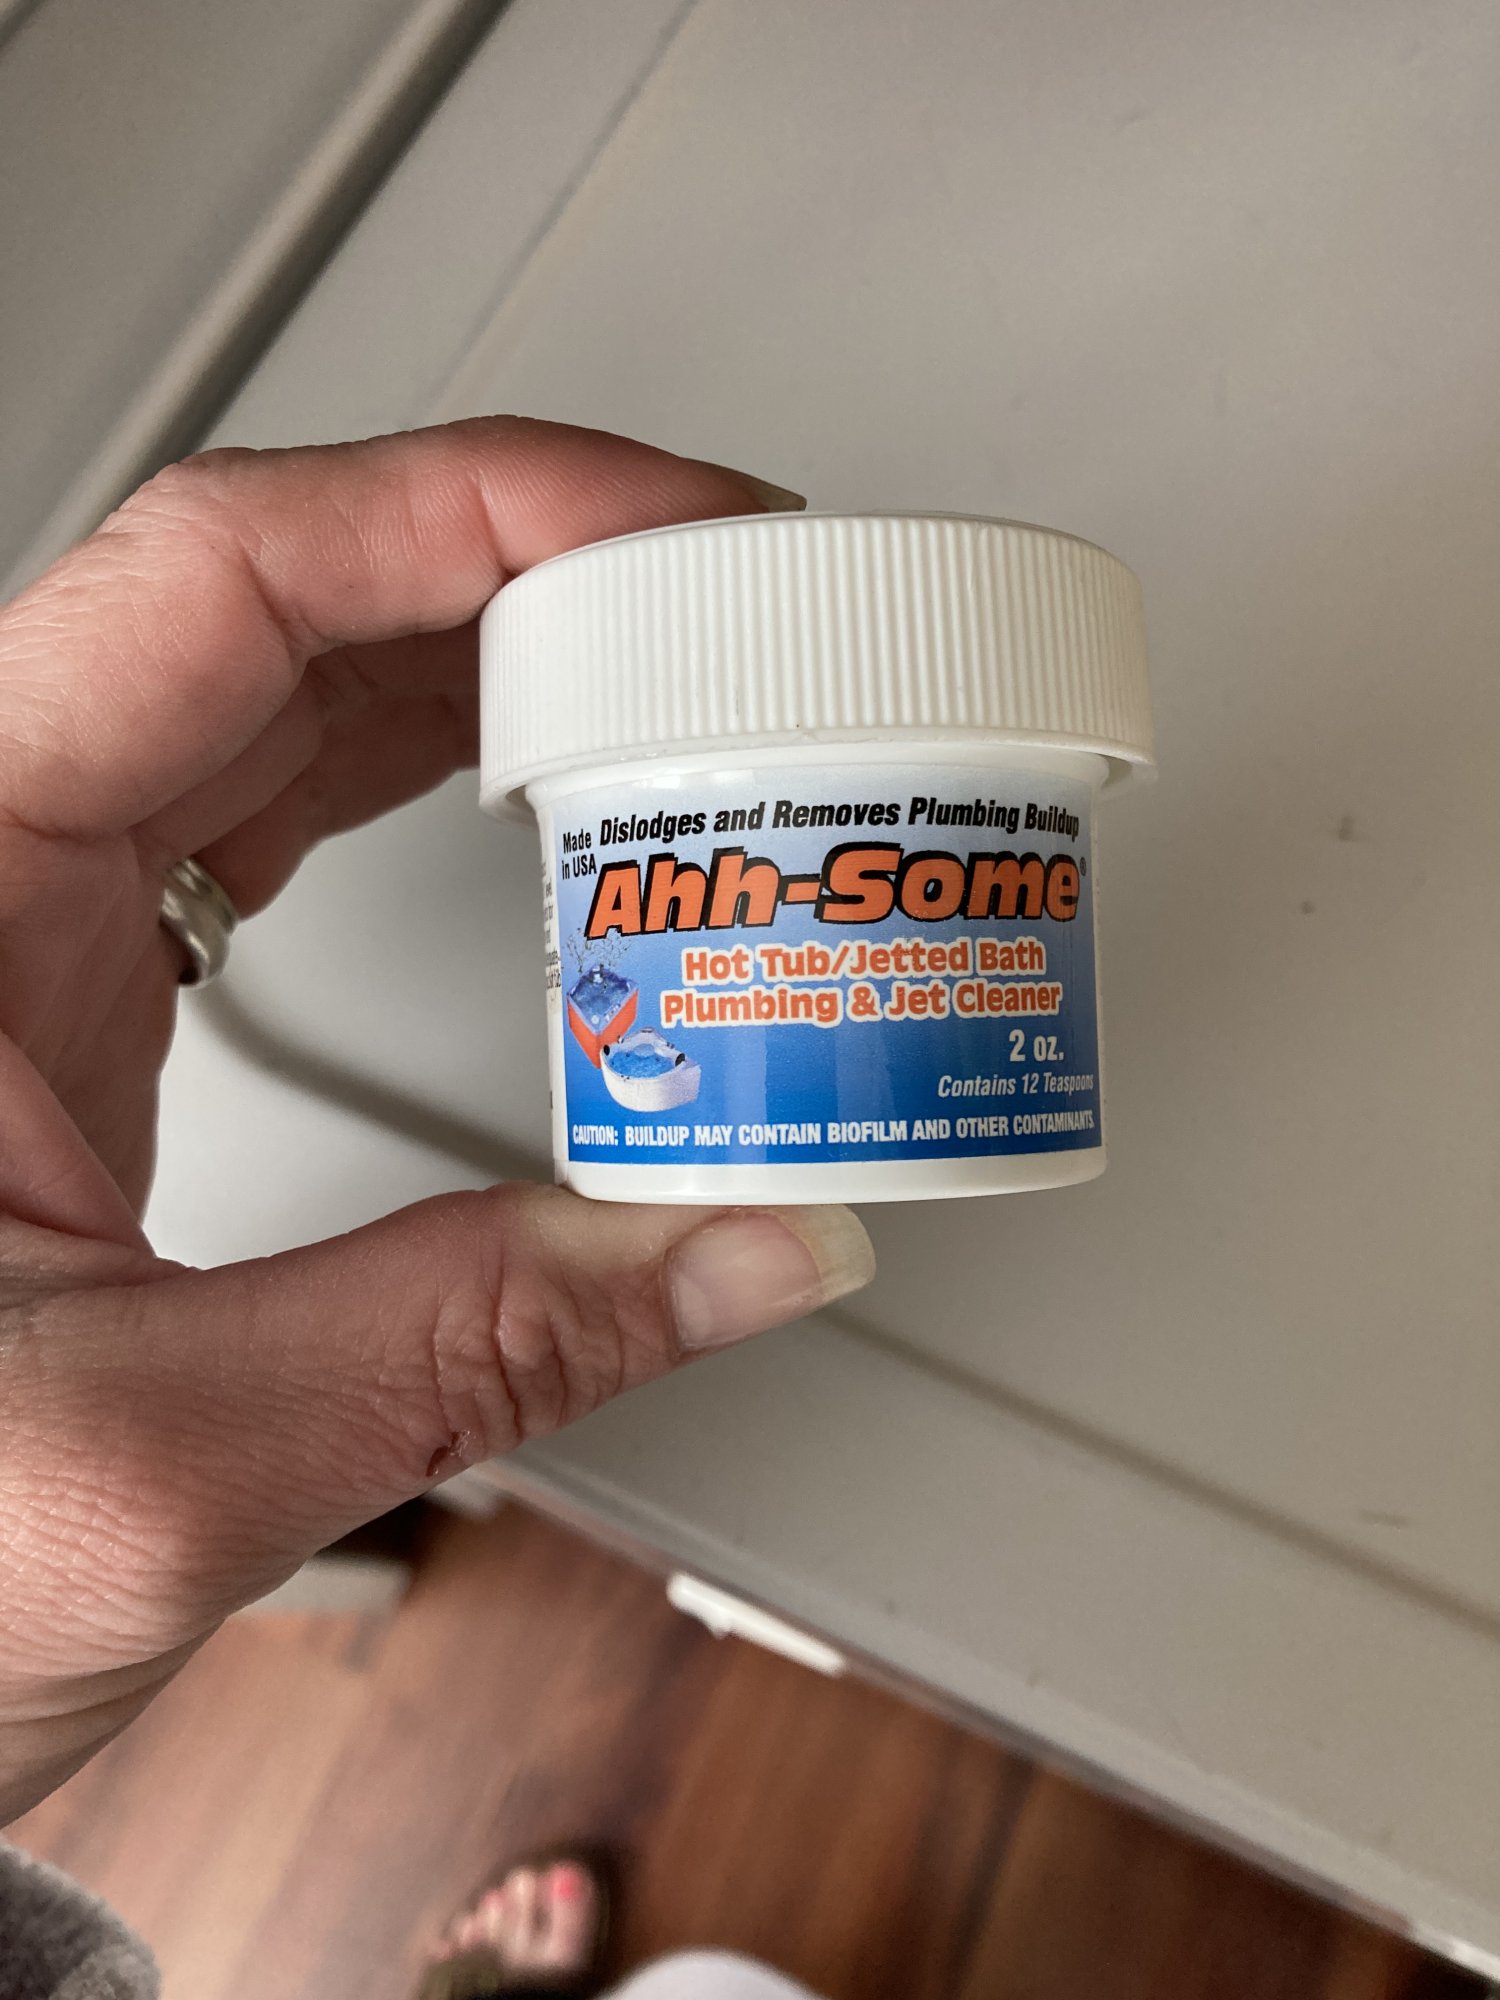 Dislodges and Removes Plumbing Buildup
Made
in USA
Ahh-Some®
Hot Tub/Jetted Bath
Plumbing & Jet Cleaner
2 oz.
Contains 12 Teaspoons
CAUTION: BUILDUP MAY CONTAIN BIOFILM AND OTHER CONTAMINANTS.